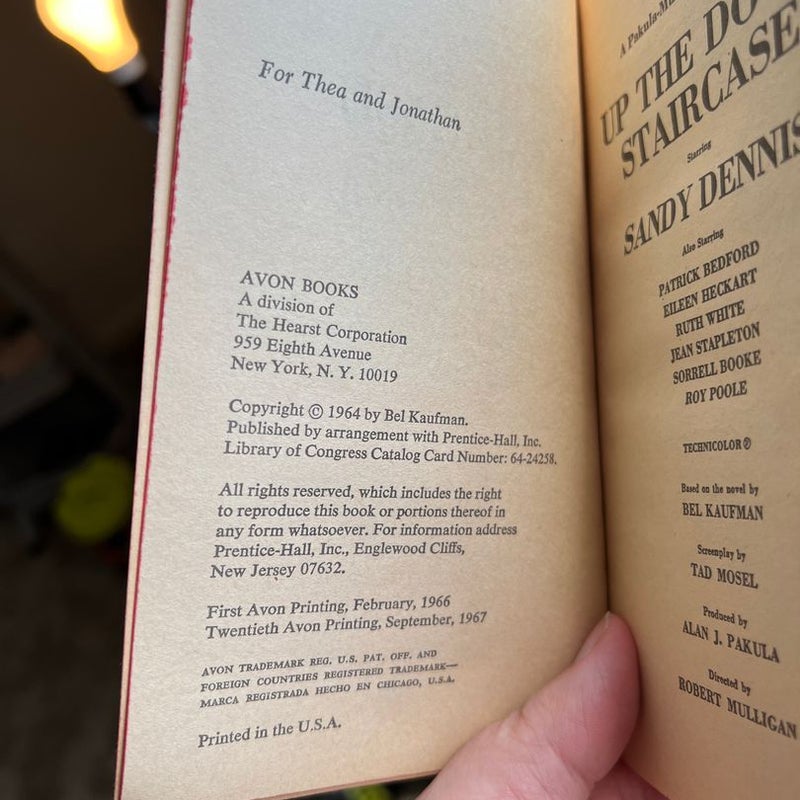 For Thea and Jonathan
AVON BOOKS
A division of
The Hearst Corporation
959 Eighth Avenue
New York, N. Y. 10019
Copyright © 1964 by Bel Kaufman.
Published by arrangement with Prentice-Hall, Inc.
Library of Congress Catalog Card Number: 64-24258.
All rights reserved, which includes the right
to reproduce this book or portions thereof in
any form whatsoever. For information address
Prentice-Hall, Inc., Englewood Cliffs,
New Jersey 07632.
First Avon Printing, February, 1966
Twentieth Avon Printing, September, 1967
AVON TRADEMARK REG. U.S. PAT. OFF. AND
FOREIGN COUNTRIES REGISTERED TRADEMARK—
MARCA REGISTRADA HECHO EN CHICAGO, U.S.A.
Printed in the U.S.A.
A Pakula-Mu
UP THE DO
STAIRCASE
Starring
SANDY DENNIS
Also Starring
PATRICK BEDFORD
EILEEN HECKART
RUTH WHITE
JEAN STAPLETON
SORRELL BOOKE
ROY POOLE
TECHNICOLOR®
Based on the novel by
BEL KAUFMAN
Screenplay by
TAD MOSEL
Produced by
ALAN J. PAKULA
Directed by
ROBERT MULLIGAN